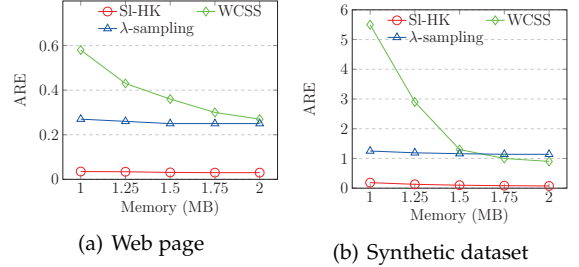 Sl-HK
WCSS
λ-sampling
0.6
0.4
0.2
0
ARE
1
1.25
1.5
1.75
2
Memory (MB)
(a) Web page
Sl-HK
WCSS
λ-sampling
6
5
4
3
2
1
0
ARE
1
1.25
1.5
1.75
2
Memory (MB)
(b) Synthetic dataset